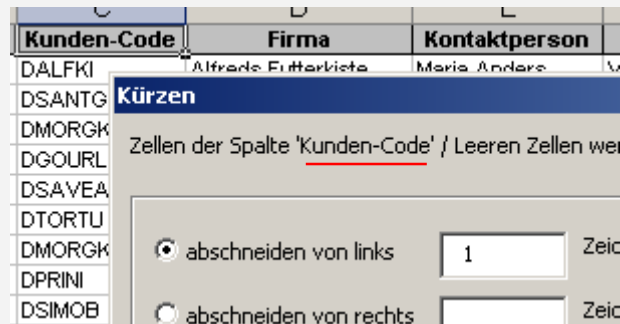 Kunden-Code Firma Kontaktperson
DALFKI Alfreds Futterkiste Maria Anders
DSANTG
Kürzen
DMORGK
Zellen der Spalte 'Kunden-Code' / Leeren Zellen wer
DGOURL
DSAVEA
DTORTU
DMORGK
abschneiden von links 1 Zeic
DPRINI
DSIMOB
abschneiden von rechts Zeic